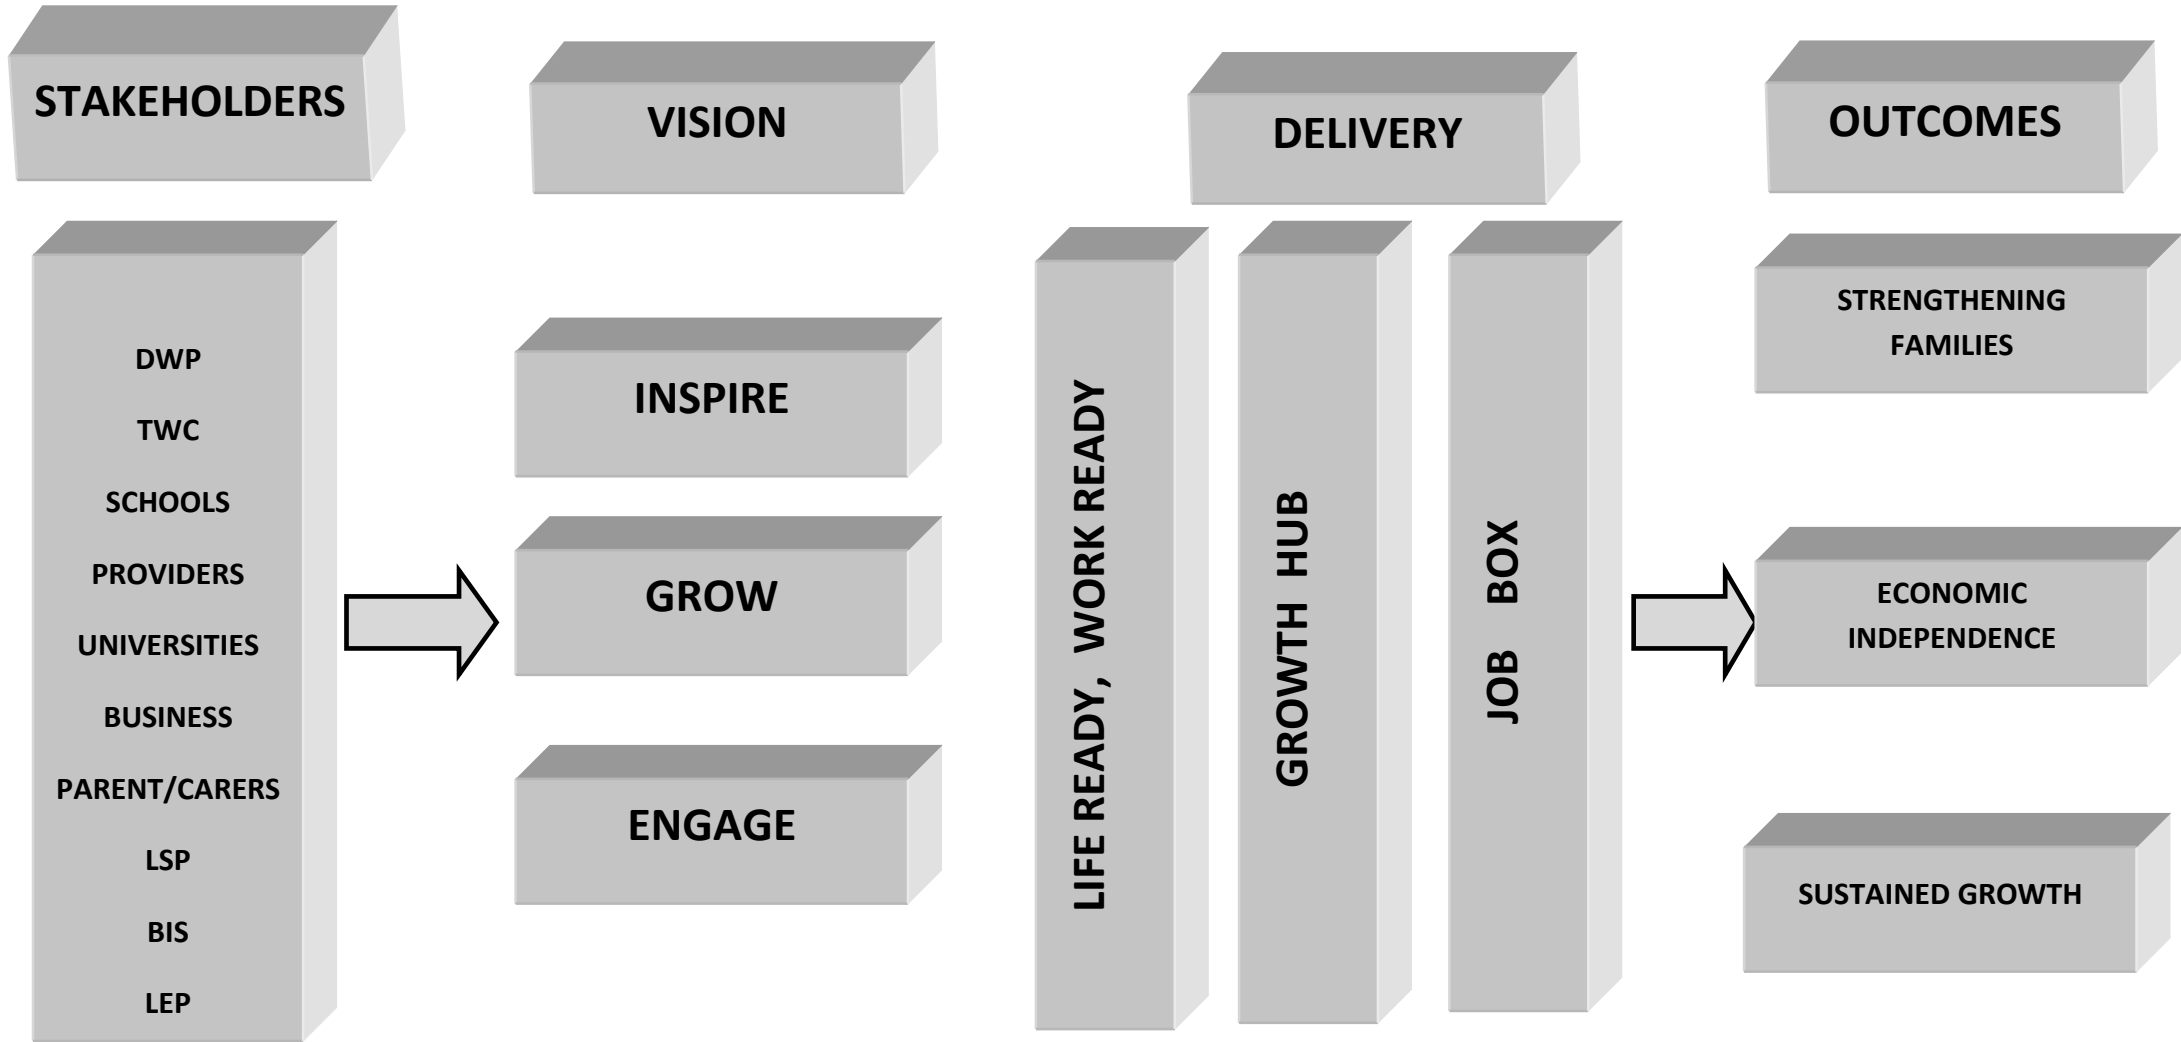 STAKEHOLDERS
VISION
DELIVERY
OUTCOMES
DWP
TWC
SCHOOLS
PROVIDERS
UNIVERSITIES
BUSINESS
PARENT/CARERS
LSP
BIS
LEP
INSPIRE
GROW
ENGAGE
LIFE READY, WORK READY
GROWTH HUB
JOB BOX
STRENGTHENING
FAMILIES
ECONOMIC
INDEPENDENCE
SUSTAINED GROWTH